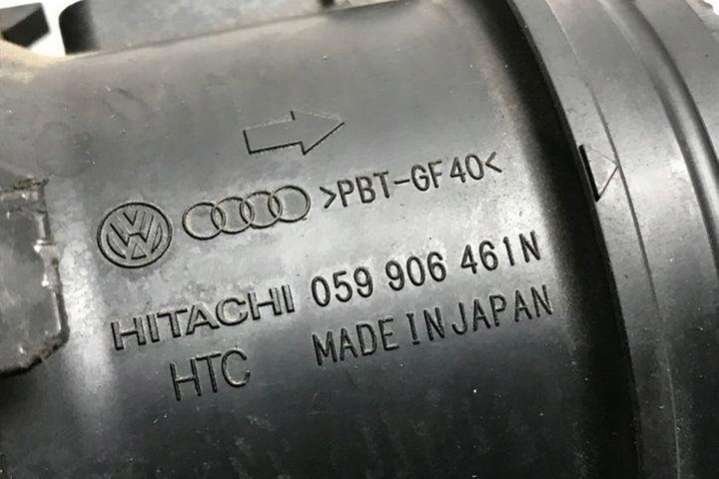 >PBT-GF40<
HITACHI 059 906 461N
HTC MADE IN JAPAN